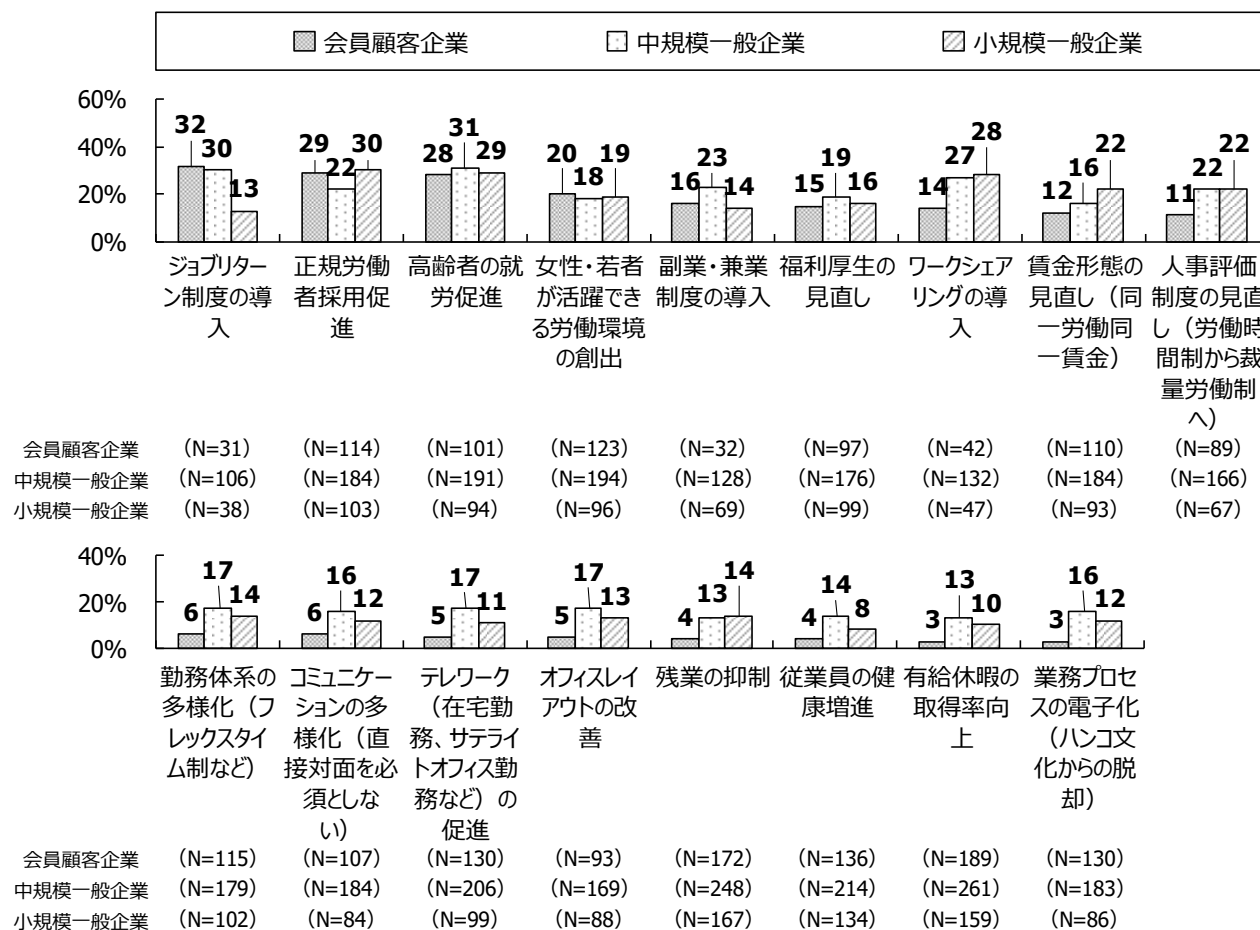 会員顧客企業 中規模一般企業 小規模一般企業
60%
40%
20%
0%
32 30 13 29 22 30 28 31 29 20 18 19 16 23 14 15 19 16 14 27 28 12 16 22 11 22 22
ジョブリター
ン制度の導
入
正規労働
者採用促
進
高齢者の就
労促進
女性・若者
が活躍でき
る労働環境
の創出
副業・兼業
制度の導入
福利厚生の
見直し
ワークシェア
リングの導
入
賃金形態の
見直し（同
一労働同
一賃金）
人事評価
制度の見直
し（労働時
間制から裁
量労働制
へ）
会員顧客企業 (N=31) (N=114) (N=101) (N=123) (N=32) (N=97) (N=42) (N=110) (N=89)
中規模一般企業 (N=106) (N=184) (N=191) (N=194) (N=128) (N=176) (N=132) (N=184) (N=166)
小規模一般企業 (N=38) (N=103) (N=94) (N=96) (N=69) (N=99) (N=47) (N=93) (N=67)
40%
20%
0%
6 17 14 6 16 12 5 17 11 5 17 13 4 13 14 4 14 8 3 13 10 3 16 12
勤務体系の
多様化（フ
レックスタイ
ム制など）
コミュニケー
ションの多
様化（直
接対面を必
須としな
い）
テレワーク
（在宅勤
務、サテライ
トオフィス勤
務など）の
促進
オフィスレイ
アウトの改
善
残業の抑制
従業員の健
康増進
有給休暇の
取得率向
上
業務プロセ
スの電子化
（ハンコ文
化からの脱
却）
会員顧客企業 (N=115) (N=107) (N=130) (N=93) (N=172) (N=136) (N=189) (N=130)
中規模一般企業 (N=179) (N=184) (N=206) (N=169) (N=248) (N=214) (N=261) (N=183)
小規模一般企業 (N=102) (N=84) (N=99) (N=88) (N=167) (N=134) (N=159) (N=86)